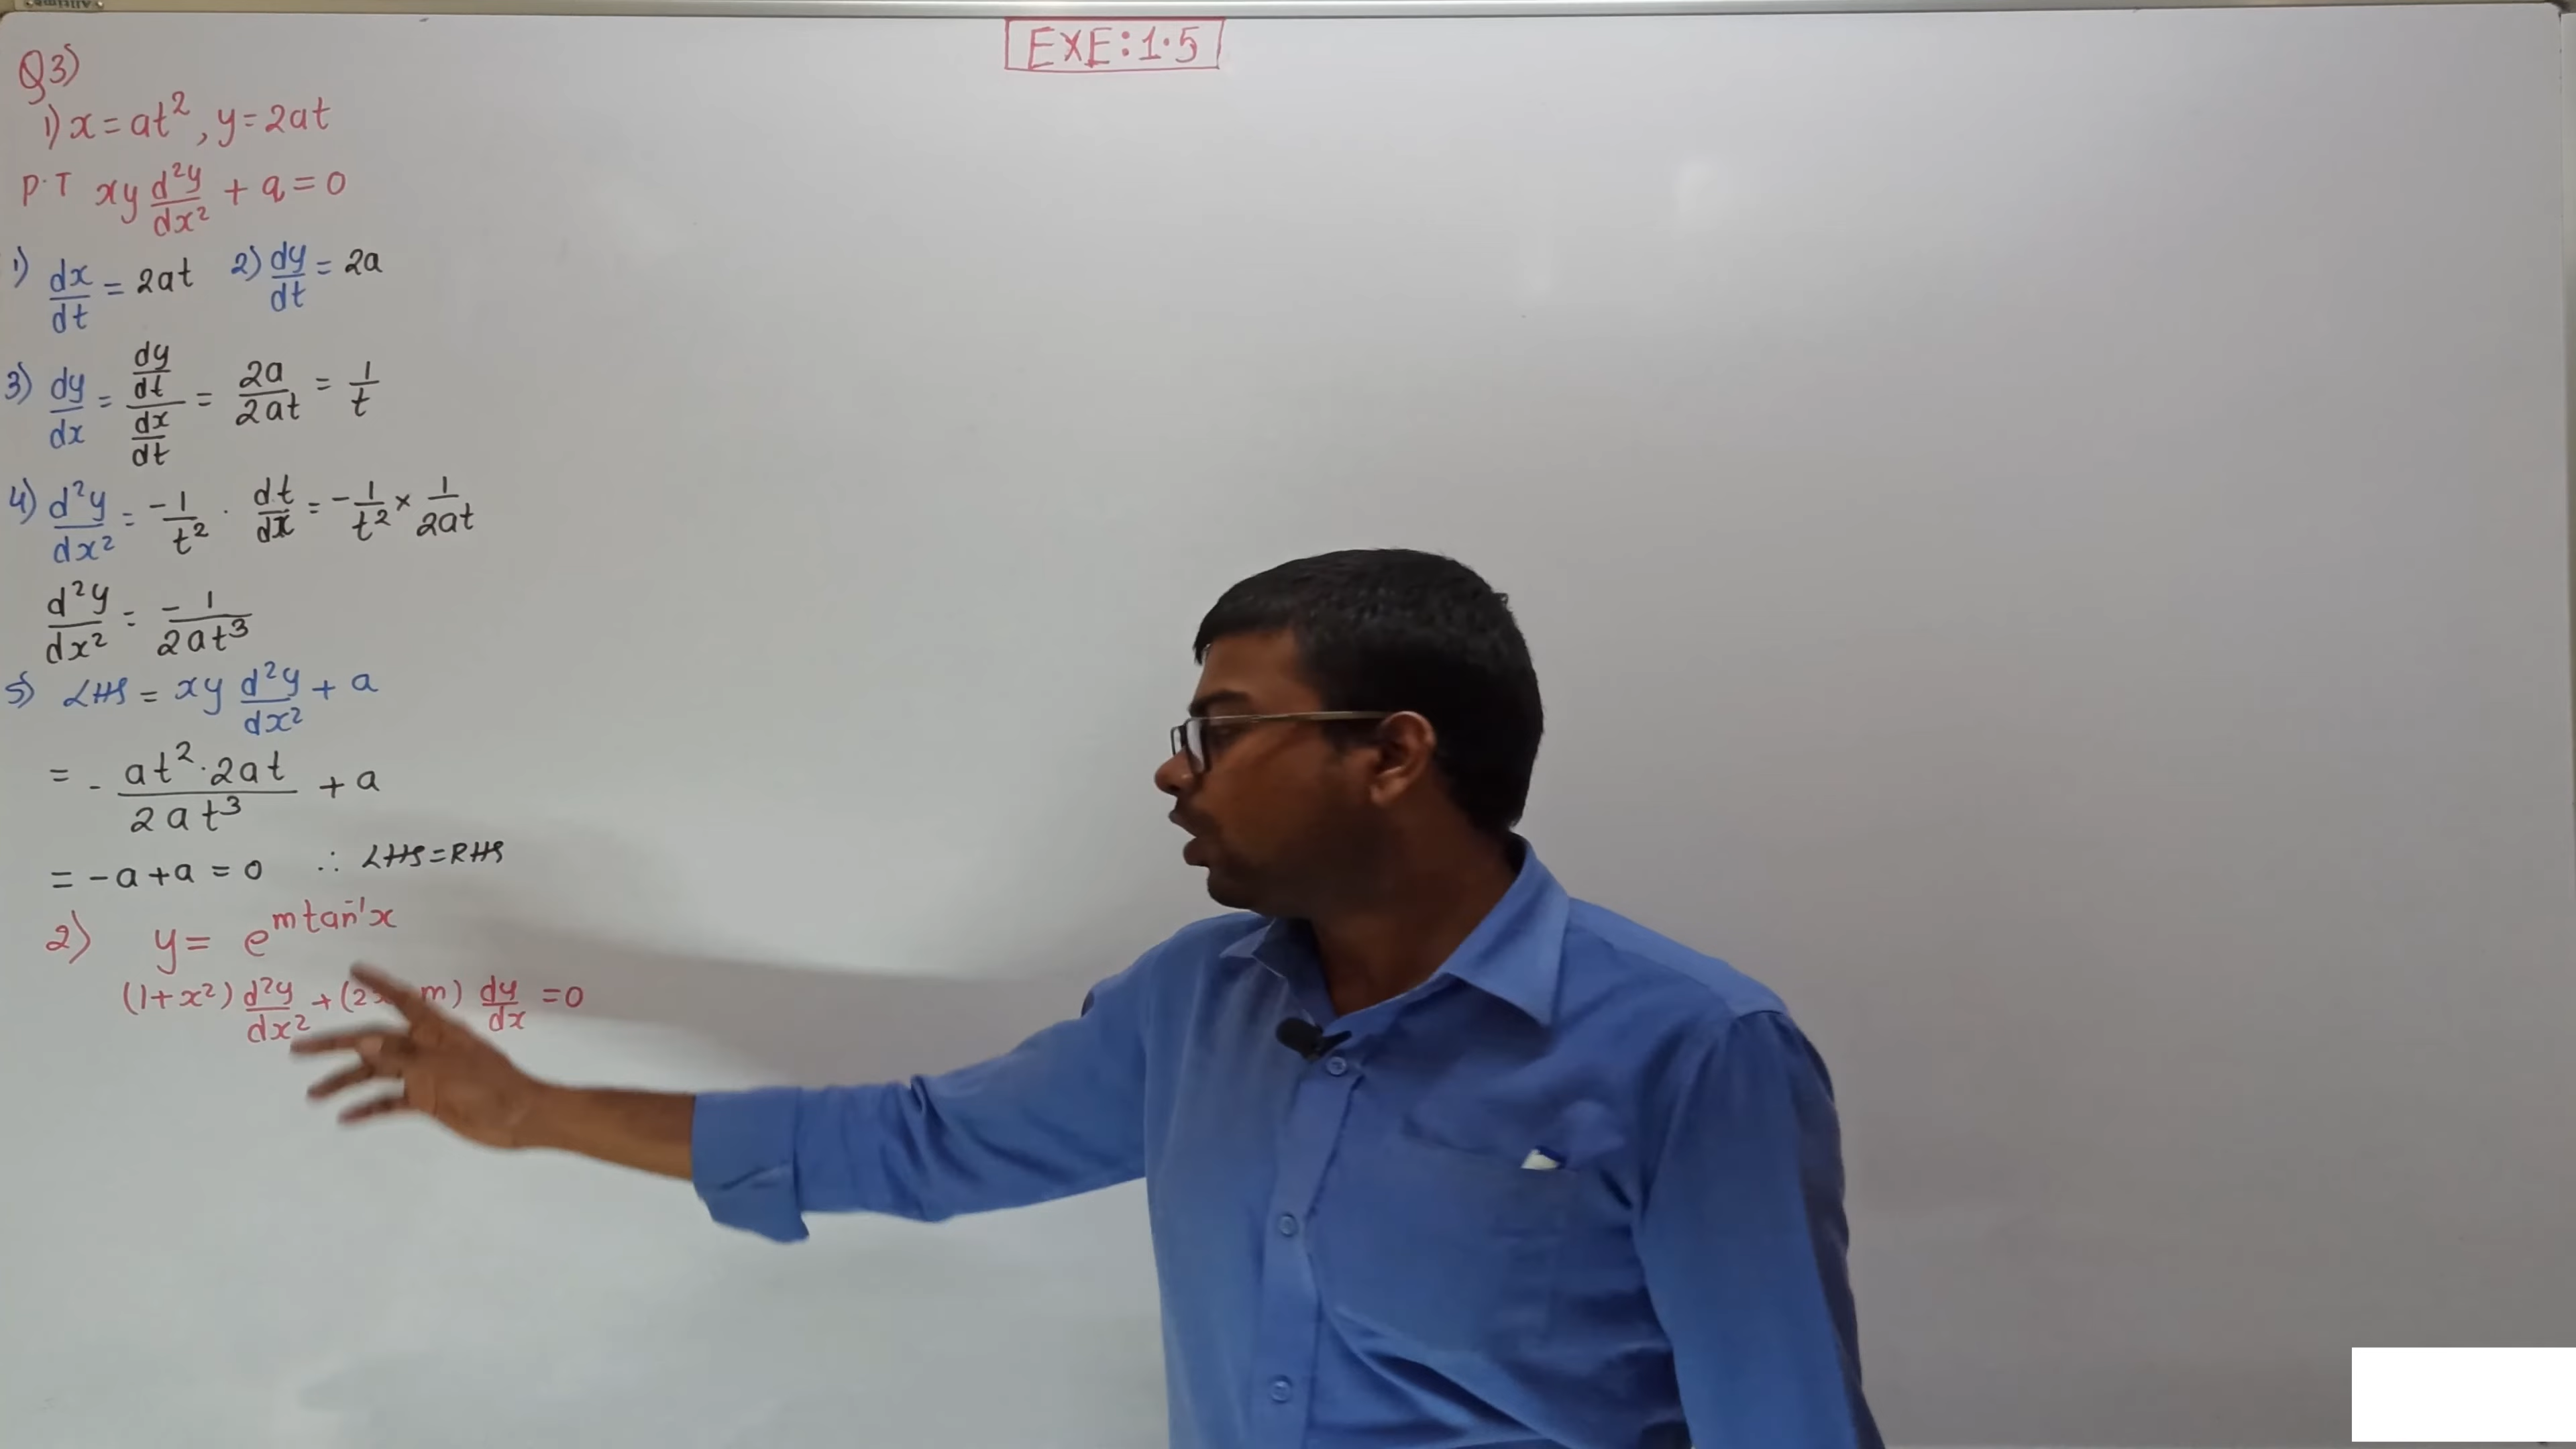 EXE:1.5
Q3)
1) x = at², y = 2at
P.T xy d²y/dx² + a = 0
1) dx/dt = 2at 2) dy/dt = 2a
3) dy/dx = (dy/dt)/(dx/dt) = 2a/2at = 1/t
4) d²y/dx² = -1/t² · dt/dx = -1/t² × 1/2at
d²y/dx² = -1/2at³
5) LHS = xy d²y/dx² + a
= - at²·2at/2at³ + a
= -a+a = 0 ∴ LHS=RHS
2) y = e^(m tan⁻¹x)
(1+x²) d²y/dx² + (2x m) dy/dx = 0